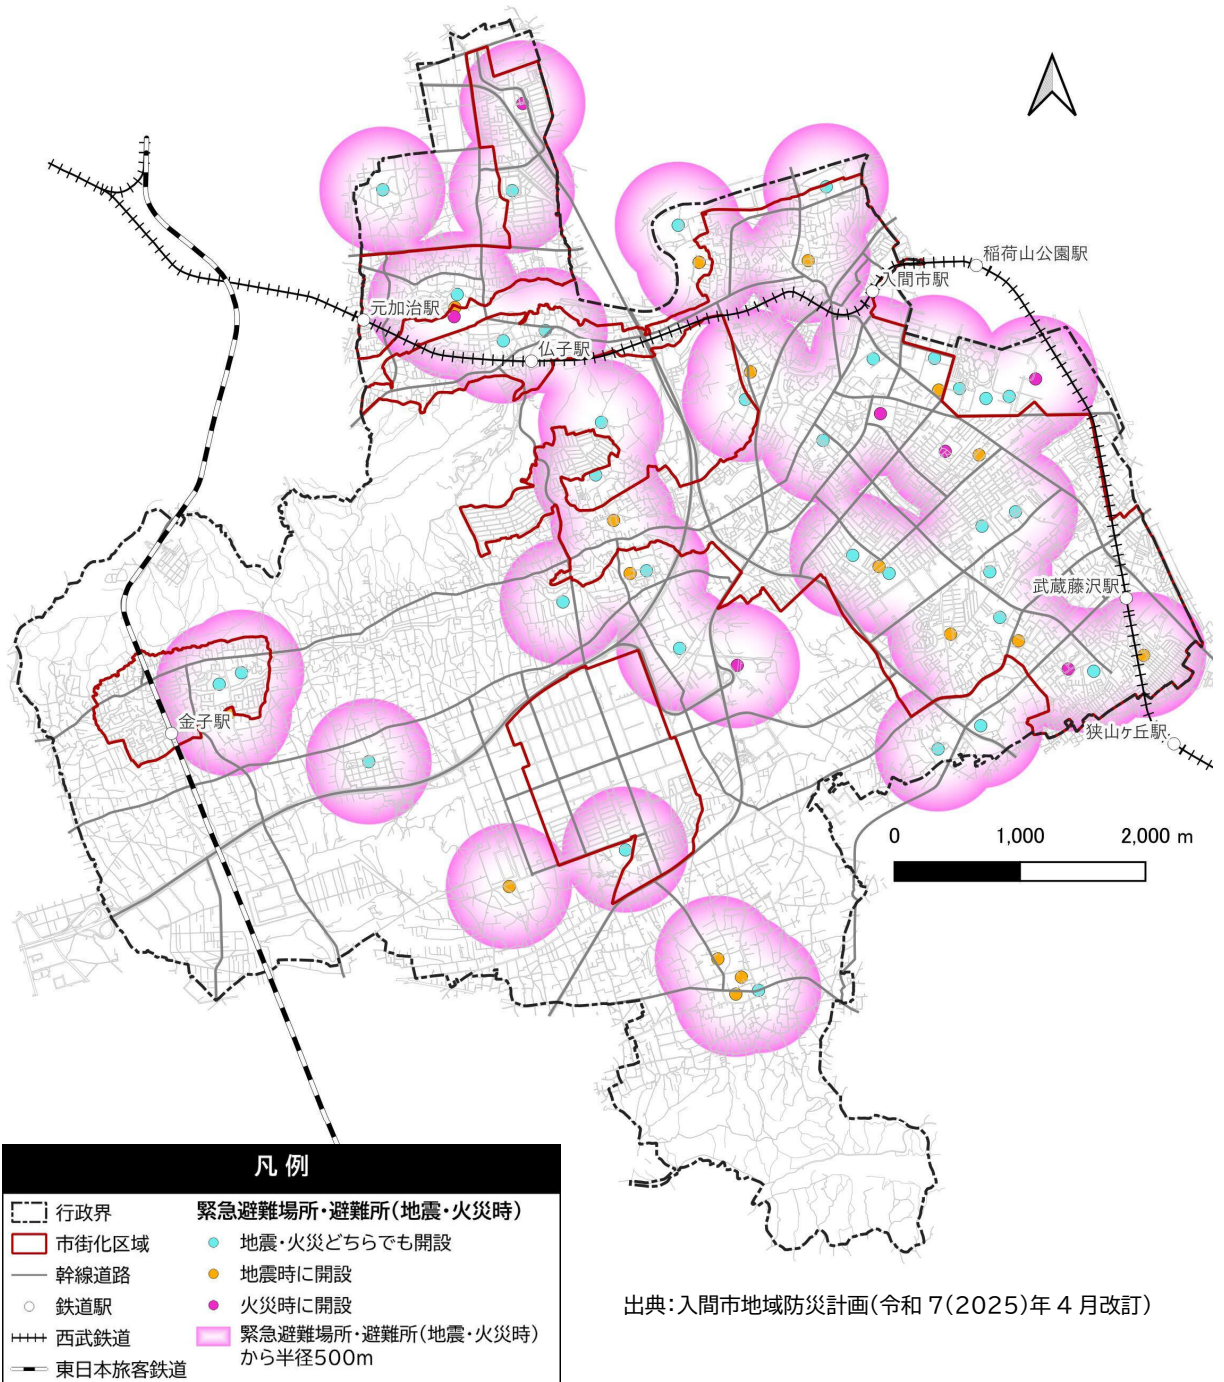 稲荷山公園駅
入間市駅
元加治駅
仏子駅
武蔵藤沢駅
金子駅
狭山ヶ丘駅
0 1,000 2,000 m
凡 例
行政界
市街化区域
幹線道路
鉄道駅
西武鉄道
東日本旅客鉄道
緊急避難場所・避難所(地震・火災時)
地震・火災どちらでも開設
地震時に開設
火災時に開設
緊急避難場所・避難所(地震・火災時)
から半径500m
出典:入間市地域防災計画(令和 7(2025)年 4 月改訂)